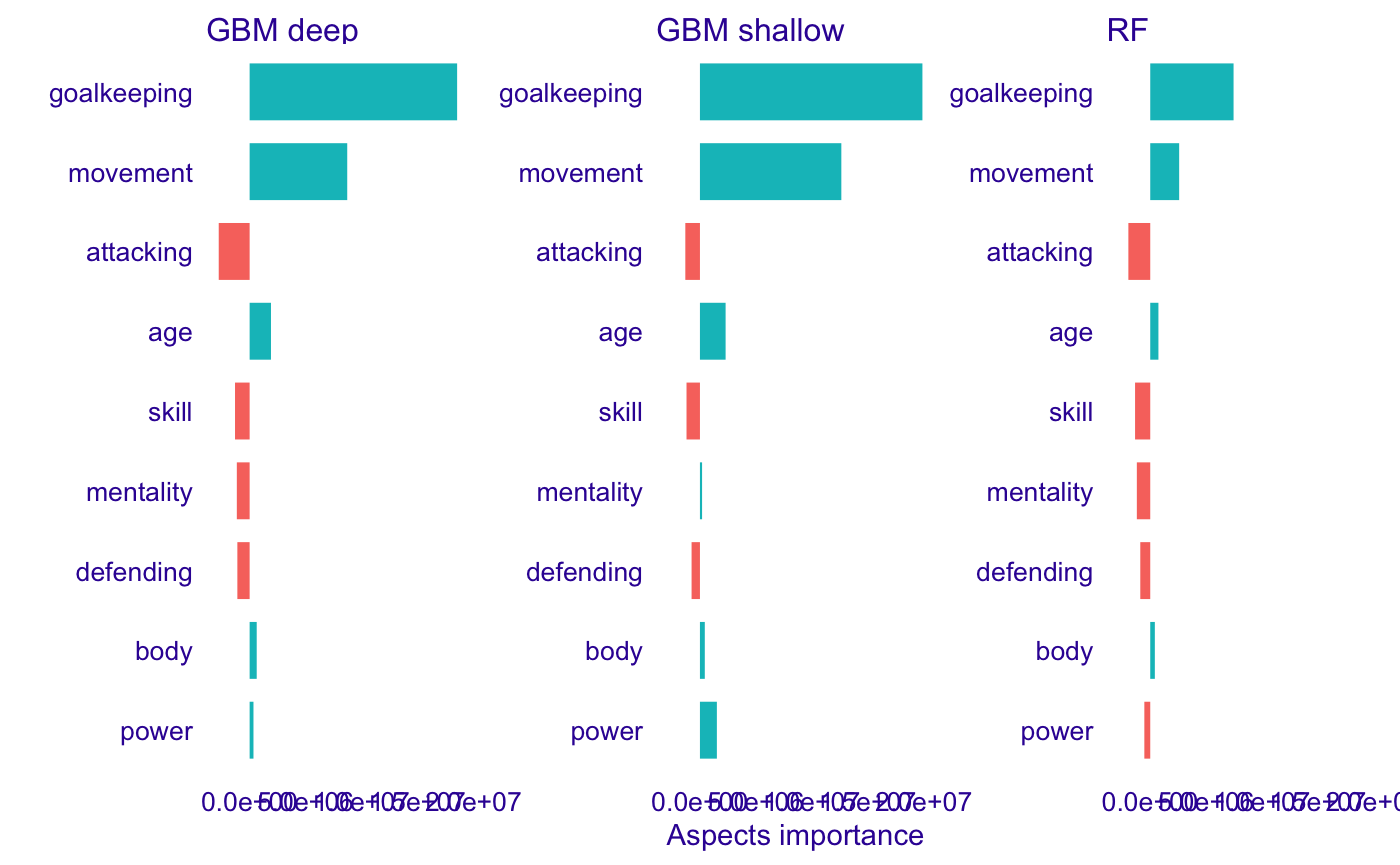 GBM deep
goalkeeping
movement
attacking
age
skill
mentality
defending
body
power
0.0e+00 5.0e+06 1.0e+07 1.5e+07 2.0e+07
GBM shallow
goalkeeping
movement
attacking
age
skill
mentality
defending
body
power
0.0e+00 5.0e+06 1.0e+07 1.5e+07 2.0e+07
RF
goalkeeping
movement
attacking
age
skill
mentality
defending
body
power
0.0e+00 5.0e+06 1.0e+07 1.5e+07
Aspects importance